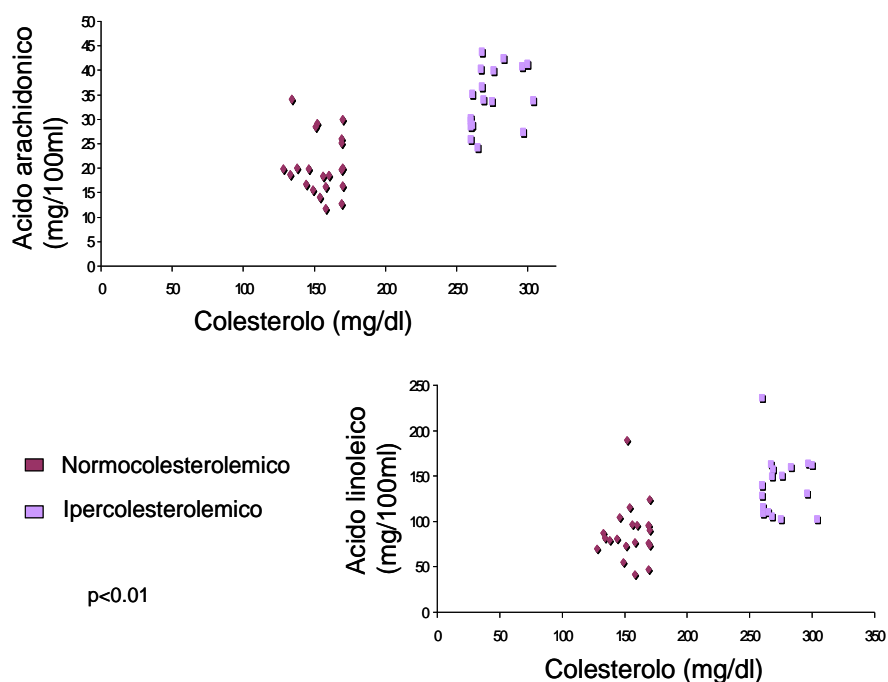 50
45
40
35
30
25
20
15
10
5
0
Acido arachidonico
(mg/100ml)
0 50 100 150 200 250 300
Colesterolo (mg/dl)
Normocolesterolemico
Ipercolesterolemico
p<0.01
250
200
150
100
50
0
Acido linoleico
(mg/100ml)
0 50 100 150 200 250 300 350
Colesterolo (mg/dl)